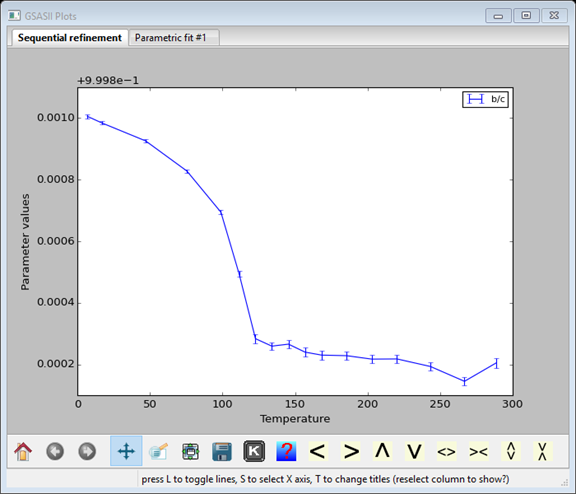 GSASII Plots
Sequential refinement Parametric fit #1
+9.998e−1
b/c
0.0010
0.0008
0.0006
0.0004
0.0002
Parameter values
0 50 100 150 200 250 300
Temperature
K ? < > Λ V <> ><
press L to toggle lines, S to select X axis, T to change titles (reselect column to show?)